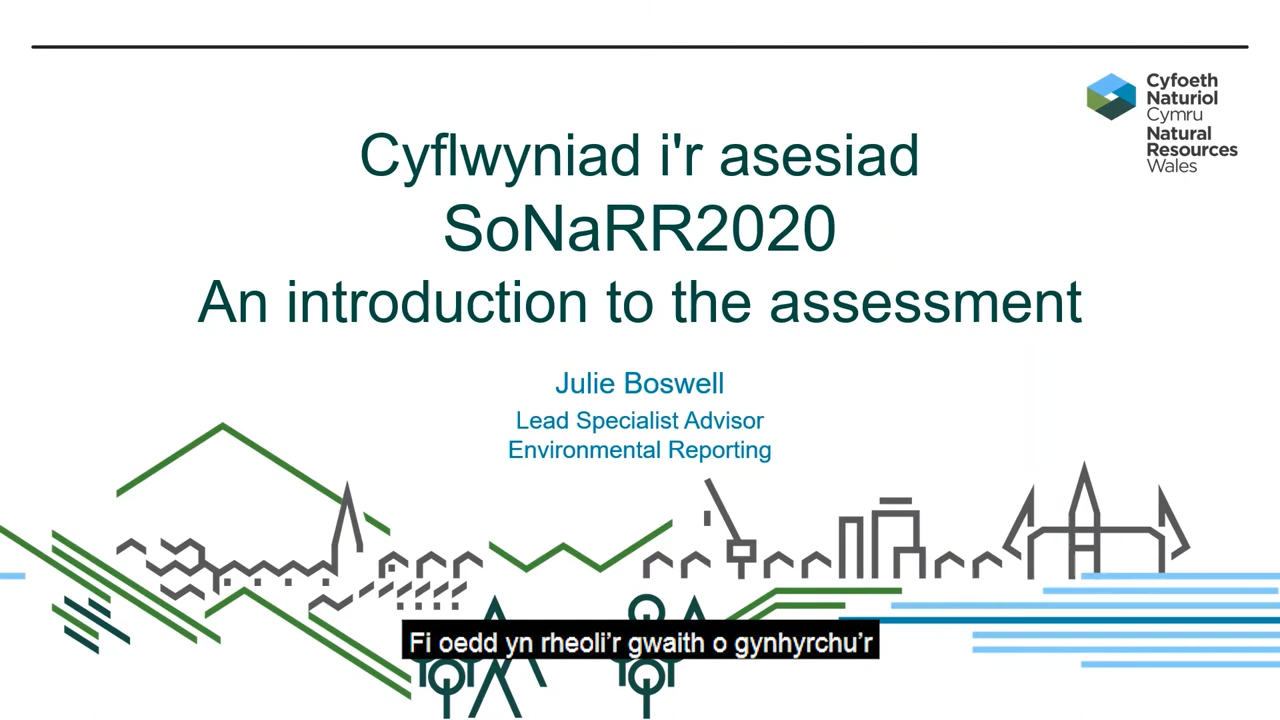 Cyfoeth
Naturiol
Cymru
Natural
Resources
Wales
Cyflwyniad i'r asesiad
SoNaRR2020
An introduction to the assessment
Julie Boswell
Lead Specialist Advisor
Environmental Reporting
Fi oedd yn rheoli’r gwaith o gynhyrchu’r